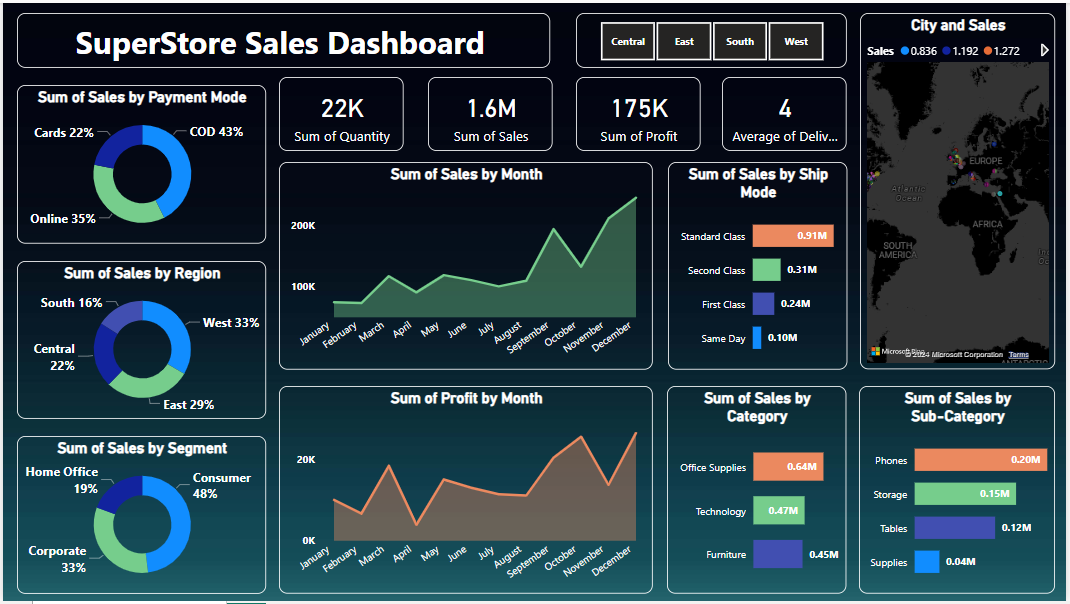 SuperStore Sales Dashboard
Central East South West
City and Sales
Sales 0.836 1.192 1.272
EUROPE
Atlantic
Ocean
AFRICA
SOUTH
AMERICA
Microsoft Bing
© 2024 Microsoft Corporation Terms
Sum of Sales by Payment Mode
Cards 22%
COD 43%
Online 35%
22K
Sum of Quantity
1.6M
Sum of Sales
175K
Sum of Profit
4
Average of Deliv...
Sum of Sales by Month
200K
100K
January
February
March
April
May
June
July
August
September
October
November
December
Sum of Sales by Ship
Mode
Standard Class 0.91M
Second Class 0.31M
First Class 0.24M
Same Day 0.10M
Sum of Sales by Region
South 16%
West 33%
Central
22%
East 29%
Sum of Sales by Segment
Home Office
19%
Consumer
48%
Corporate
33%
Sum of Profit by Month
20K
0K
January
February
March
April
May
June
July
August
September
October
November
December
Sum of Sales by
Category
Office Supplies 0.64M
Technology 0.47M
Furniture 0.45M
Sum of Sales by
Sub-Category
Phones 0.20M
Storage 0.15M
Tables 0.12M
Supplies 0.04M